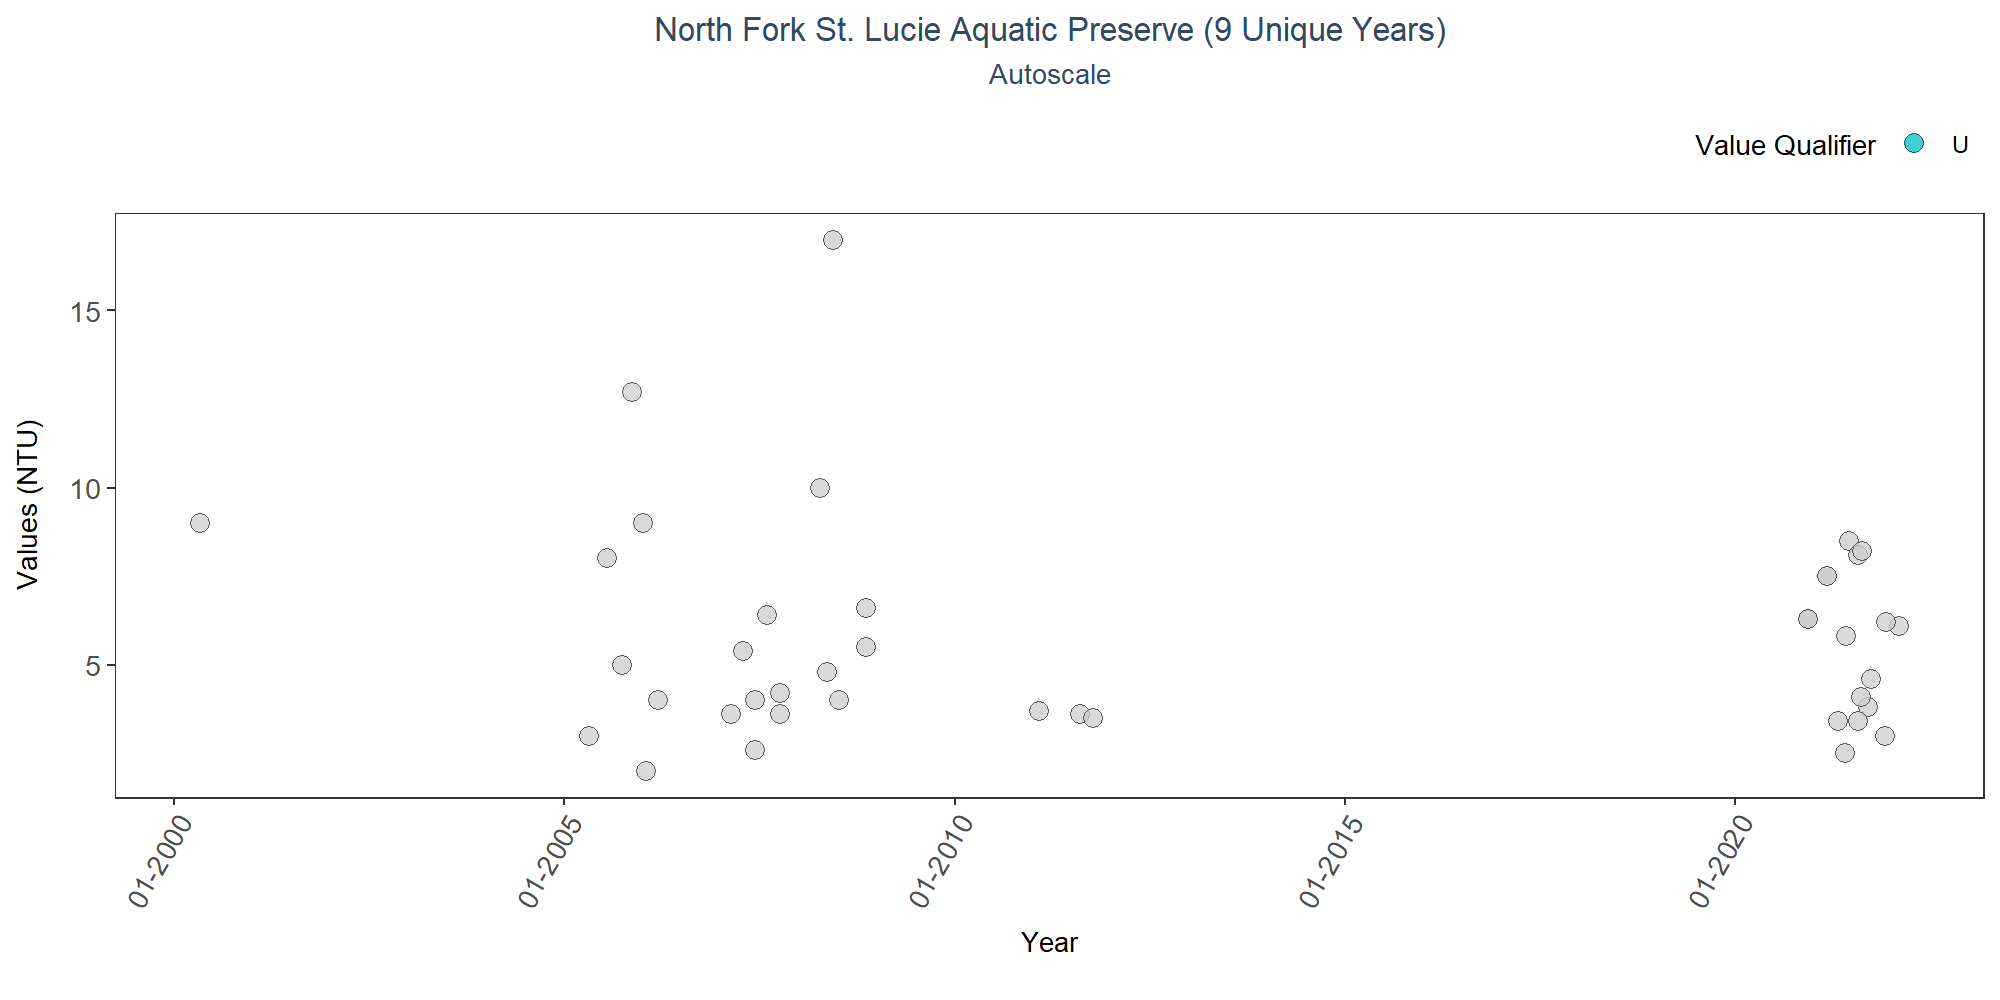 North Fork St. Lucie Aquatic Preserve (9 Unique Years)
Autoscale
Value Qualifier U
Values (NTU)
15
10
5
01-2000 01-2005 01-2010 01-2015 01-2020
Year